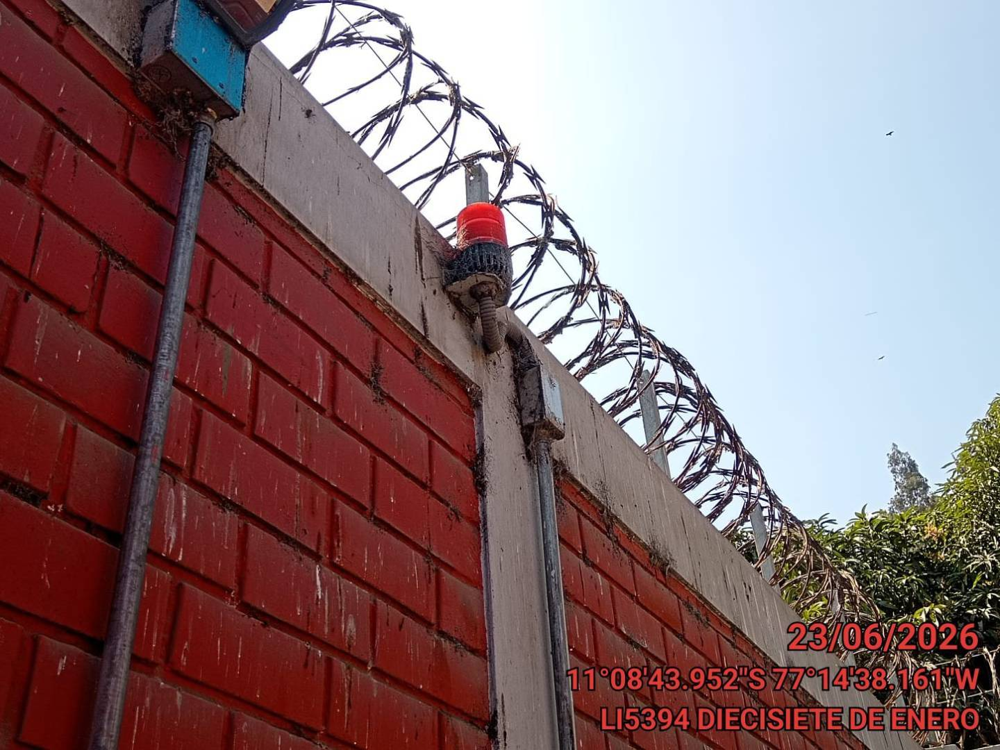 23/06/2026
11°08'43.952"S 77°14'38.161"W
LI5394 DIECISIETE DE ENERO